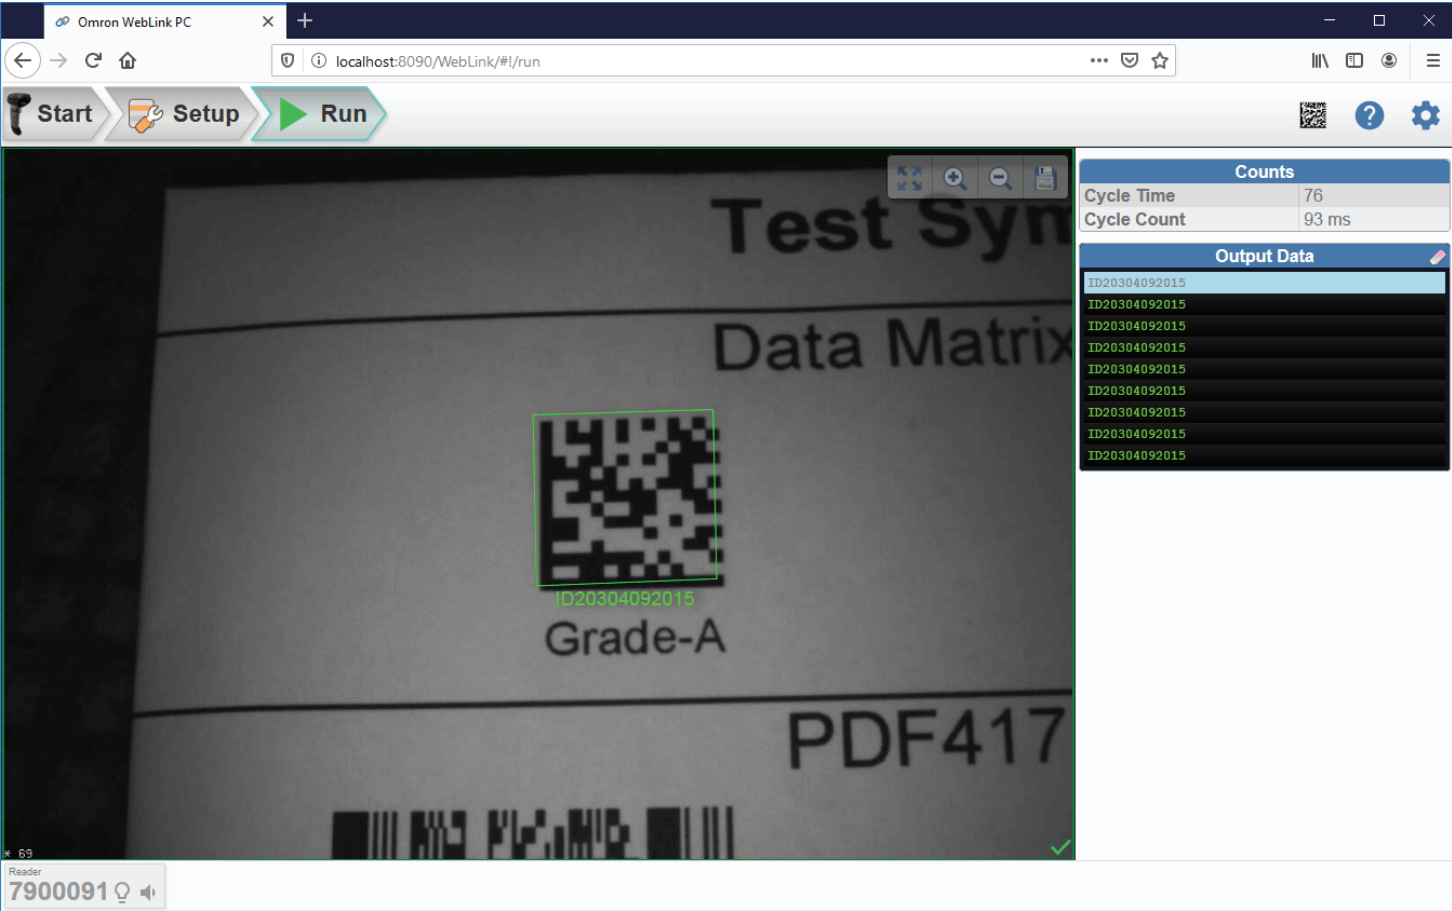 Omron WebLink PC
localhost:8090/WebLink/#!/run
Start
Setup
Run
Test Sym
Data Matrix
ID20304092015
Grade-A
PDF417
* 69
Counts
Cycle Time 76
Cycle Count 93 ms
Output Data
ID20304092015
ID20304092015
ID20304092015
ID20304092015
ID20304092015
ID20304092015
ID20304092015
ID20304092015
ID20304092015
Reader
7900091